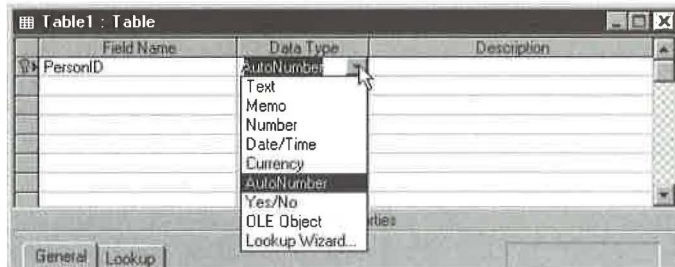 Table1 : Table
Field Name Data Type Description
PersonID AutoNumber
Text
Memo
Number
Date/Time
Currency
AutoNumber
Yes/No
OLE Object
Lookup Wizard...
General Lookup